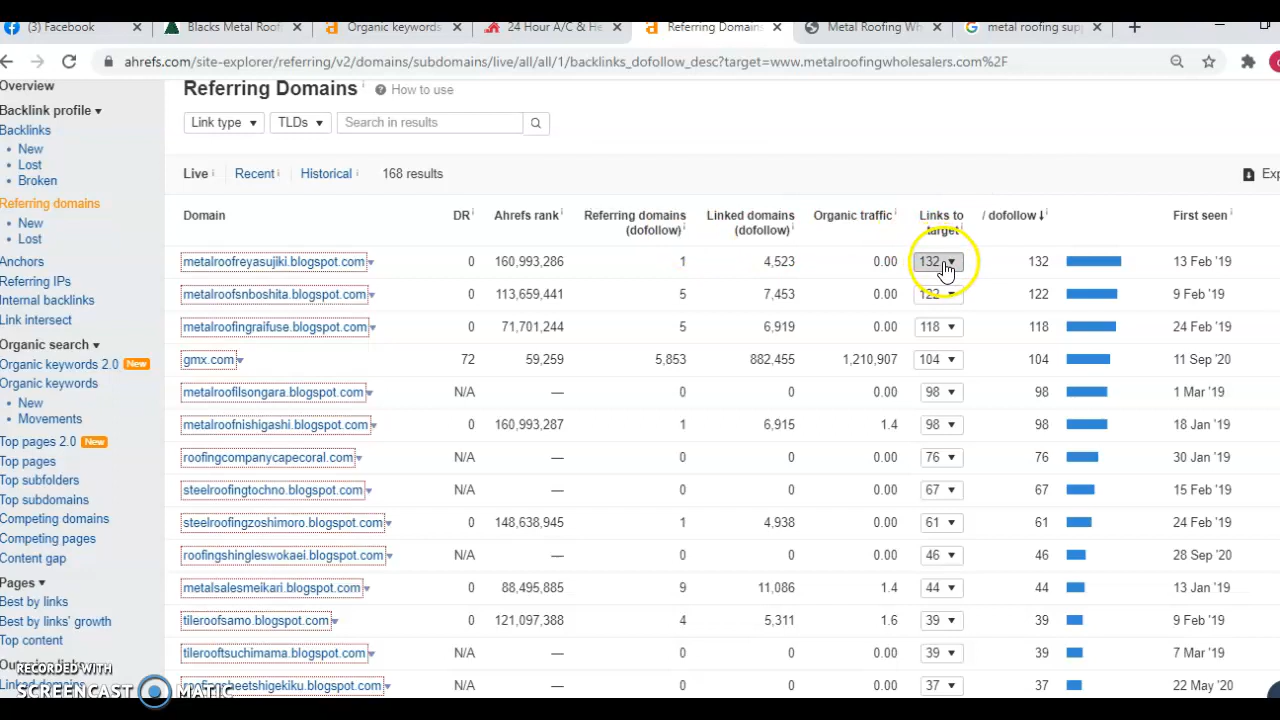 (3) Facebook
Blacks Metal Roof
Organic keywords
24 Hour A/C & He
Referring Domains
Metal Roofing Wh
metal roofing sup
ahrefs.com/site-explorer/referring/v2/domains/subdomains/live/all/all/1/backlinks_dofollow_desc?target=www.metalroofingwholesalers.com%2F
Overview
Backlink profile
Backlinks
New
Lost
Broken
Referring domains
New
Lost
Anchors
Referring IPs
Internal backlinks
Link intersect
Organic search
Organic keywords 2.0 New
Organic keywords
New
Movements
Top pages 2.0 New
Top pages
Top subfolders
Top subdomains
Competing domains
Competing pages
Content gap
Pages
Best by links
Best by links' growth
Top content
Referring Domains i How to use
Link type TLDs Search in results
Live i Recent i Historical i 168 results Exp
Domain DR i Ahrefs rank i Referring domains (dofollow) i Linked domains (dofollow) i Organic traffic i Links to target i / dofollow↓ i First seen i
metalroofreyasujiki.blogspot.com 0 160,993,286 1 4,523 0.00 132 132 13 Feb '19
metalroofsnboshita.blogspot.com 0 113,659,441 5 7,453 0.00 122 122 9 Feb '19
metalroofingraifuse.blogspot.com 0 71,701,244 5 6,919 0.00 118 118 24 Feb '19
gmx.com 72 59,259 5,853 882,455 1,210,907 104 104 11 Sep '20
metalroofilsongara.blogspot.com N/A — 0 0 0.00 98 98 1 Mar '19
metalroofnishigashi.blogspot.com 0 160,993,287 1 6,915 1.4 98 98 18 Jan '19
roofingcompanycapecoral.com N/A — 0 0 0.00 76 76 30 Jan '19
steelroofingtochno.blogspot.com N/A — 0 0 0.00 67 67 15 Feb '19
steelroofingzoshimoro.blogspot.com 0 148,638,945 1 4,938 0.00 61 61 24 Feb '19
roofingshingleswokaei.blogspot.com N/A — 0 0 0.00 46 46 28 Sep '20
metalsalesmeikari.blogspot.com 0 88,495,885 9 11,086 1.4 44 44 13 Jan '19
tileroofsamo.blogspot.com 0 121,097,388 4 5,311 1.6 39 39 9 Feb '19
tilerooftsuchimama.blogspot.com N/A — 0 0 0.00 39 39 7 Mar '19
roofingsheetshigekiku.blogspot.com N/A — 0 0 0.00 37 37 22 May '20
RECORDED WITH
SCREENCAST MATIC